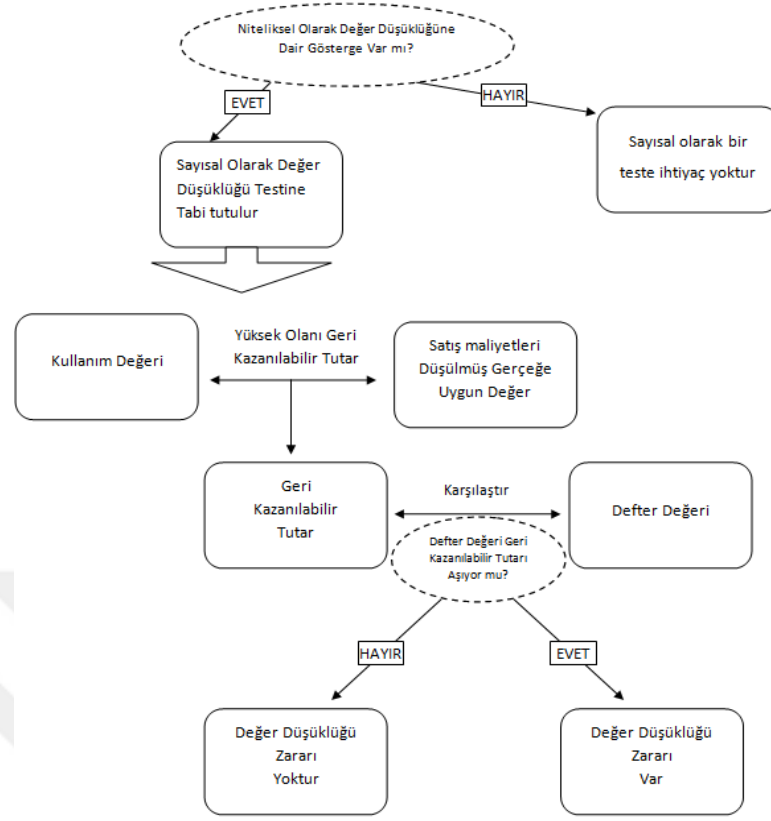 Niteliksel Olarak Değer Düşüklüğüne
Dair Gösterge Var mı?
EVET
HAYIR
Sayısal Olarak Değer
Düşüklüğü Testine
Tabi tutulur
Sayısal olarak bir
teste ihtiyaç yoktur
Kullanım Değeri
Yüksek Olanı Geri
Kazanılabilir Tutar
Satış maliyetleri
Düşülmüş Gerçeğe
Uygun Değer
Geri
Kazanılabilir
Tutar
Karşılaştır
Defter Değeri
Defter Değeri Geri
Kazanılabilir Tutarı
Aşıyor mu?
HAYIR
EVET
Değer Düşüklüğü
Zararı
Yoktur
Değer Düşüklüğü
Zararı
Var